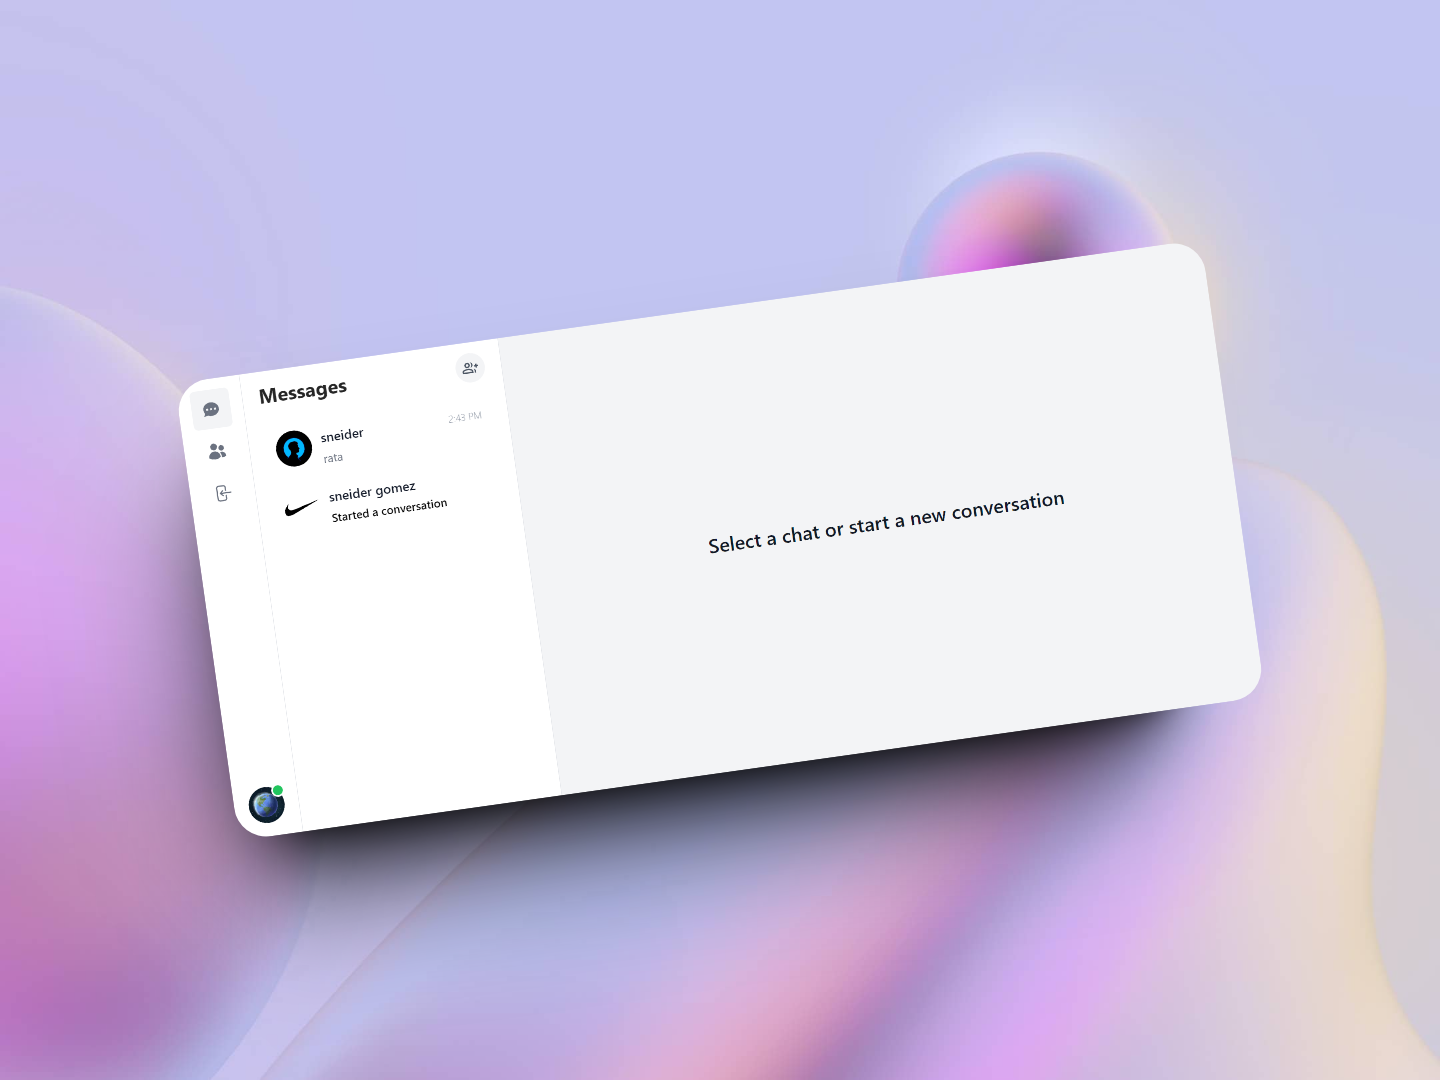 Messages
sneider
2:43 PM
rata
sneider gomez
Started a conversation
Select a chat or start a new conversation